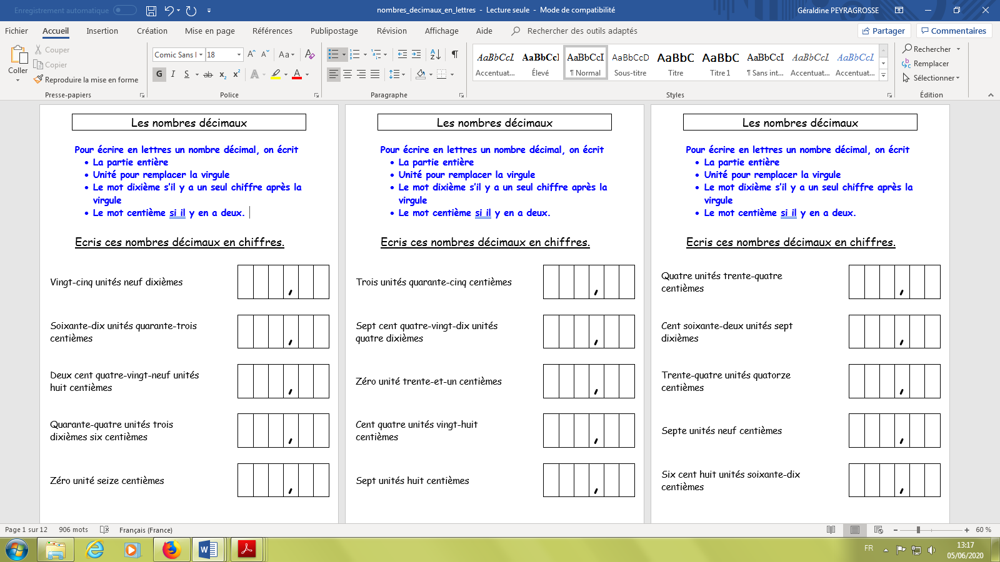 Enregistrement automatique
nombres_decimaux_en_lettres - Lecture seule - Mode de compatibilité
Géraldine PEYRAGROSSE
Fichier Accueil Insertion Création Mise en page Références Publipostage Révision Affichage Aide Rechercher des outils adaptés
Partager Commentaires
Coller
Couper
Copier
Reproduire la mise en forme
Presse-papiers
Comic Sans 18
G I S ab x₂ x² A A
Police
Paragraphe
AaBbCcL AaBbCcI AaBbCcI AaBbCcD AaBbC AaBbC AaBbCcI AaBbCcL AaBbCcL
Accentuat... Élevé ¶ Normal Sous-titre Titre Titre 1 ¶ Sans int... Accentuat... Accentuat...
Styles
Rechercher
Remplacer
Sélectionner
Édition
Les nombres décimaux
Pour écrire en lettres un nombre décimal, on écrit
• La partie entière
• Unité pour remplacer la virgule
• Le mot dixième s'il y a un seul chiffre après la
virgule
• Le mot centième si il y en a deux.
Ecris ces nombres décimaux en chiffres.
Vingt-cinq unités neuf dixièmes
,
Soixante-dix unités quarante-trois
centièmes
,
Deux cent quatre-vingt-neuf unités
huit centièmes
,
Quarante-quatre unités trois
dixièmes six centièmes
,
Zéro unité seize centièmes
,
Les nombres décimaux
Pour écrire en lettres un nombre décimal, on écrit
• La partie entière
• Unité pour remplacer la virgule
• Le mot dixième s'il y a un seul chiffre après la
virgule
• Le mot centième si il y en a deux.
Ecris ces nombres décimaux en chiffres.
Trois unités quarante-cinq centièmes
,
Sept cent quatre-vingt-dix unités
quatre dixièmes
,
Zéro unité trente-et-un centièmes
,
Cent quatre unités vingt-huit
centièmes
,
Sept unités huit centièmes
,
Les nombres décimaux
Pour écrire en lettres un nombre décimal, on écrit
• La partie entière
• Unité pour remplacer la virgule
• Le mot dixième s'il y a un seul chiffre après la
virgule
• Le mot centième si il y en a deux.
Ecris ces nombres décimaux en chiffres.
Quatre unités trente-quatre
centièmes
,
Cent soixante-deux unités sept
dixièmes
,
Trente-quatre unités quatorze
centièmes
,
Septe unités neuf centièmes
,
Six cent huit unités soixante-dix
centièmes
,
Page 1 sur 12 906 mots Français (France)
60 %
FR
13:17
05/06/2020